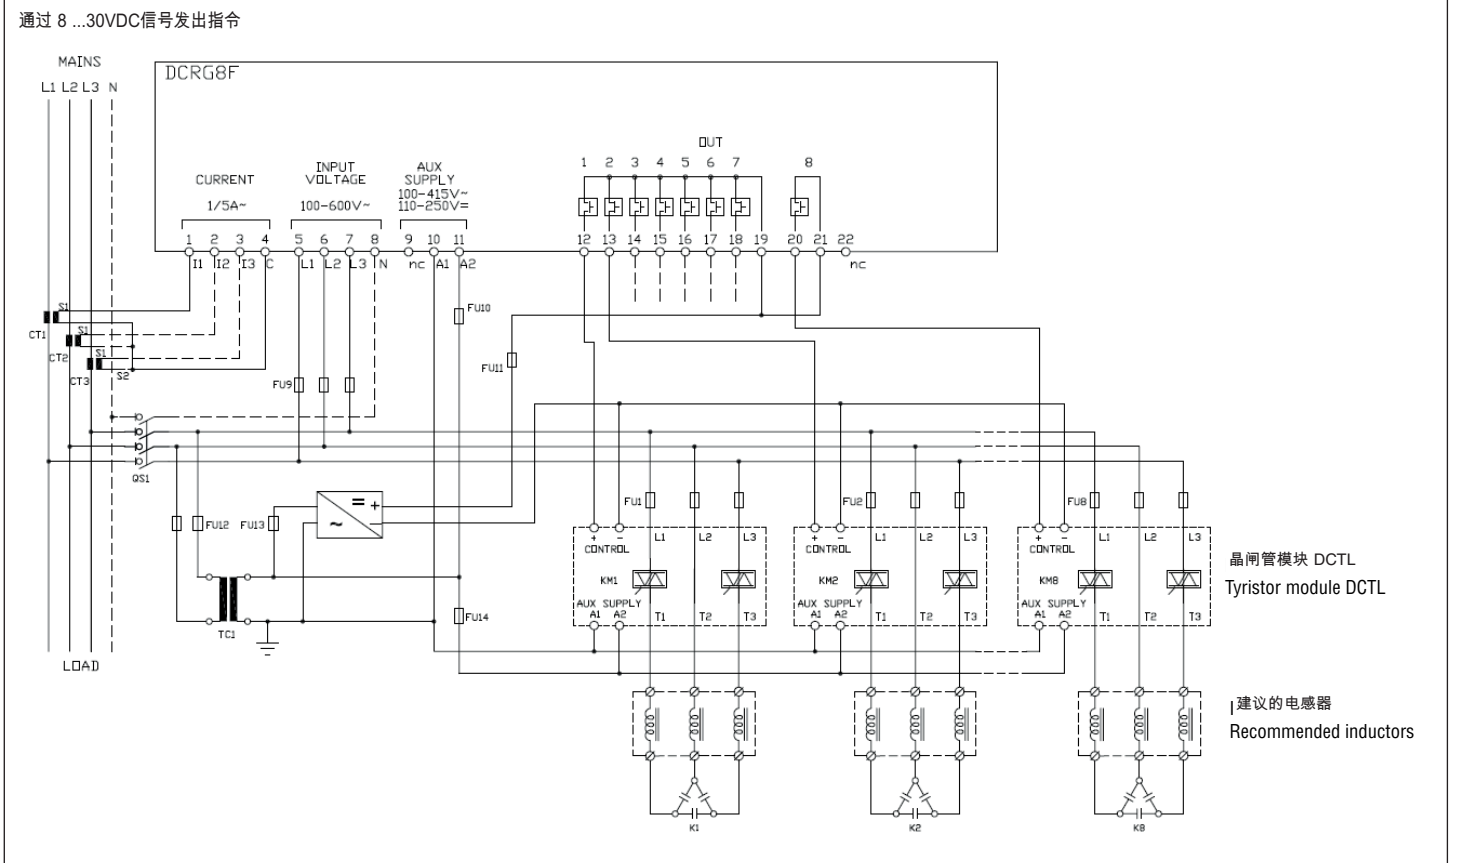 通过 8 ...30VDC信号发出指令
MAINS
L1 L2 L3 N
DCRG8F
OUT
1 2 3 4 5 6 7 8
CURRENT
1/5A~
INPUT
VOLTAGE
100-600V~
AUX
SUPPLY
100-415V~
110-250V=
1 2 3 4 5 6 7 8 9 10 11 12 13 14 15 16 17 18 19 20 21 22
I1 I2 I3 C L1 L2 L3 N nc A1 A2 nc
S1
CT1
S1
CT2
S1
CT3
S2
FU10
FU11
FU9
QS1
= +
~ −
FU12
FU13
TC1
FU14
LOAD
FU1
FU2
FU8
+ −
CONTROL
L1 L2 L3
KM1
AUX SUPPLY
A1 A2
T1 T2 T3
+ −
CONTROL
L1 L2 L3
KM2
AUX SUPPLY
A1 A2
T1 T2 T3
+ −
CONTROL
L1 L2 L3
KM8
AUX SUPPLY
A1 A2
T1 T2 T3
晶闸管模块 DCTL
Tyristor module DCTL
建议的电感器
Recommended inductors
K1
K2
K8